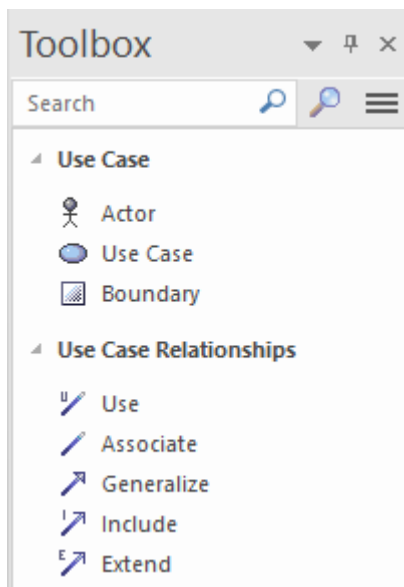 Toolbox
Search
Use Case
Actor
Use Case
Boundary
Use Case Relationships
U Use
Associate
Generalize
I Include
E Extend